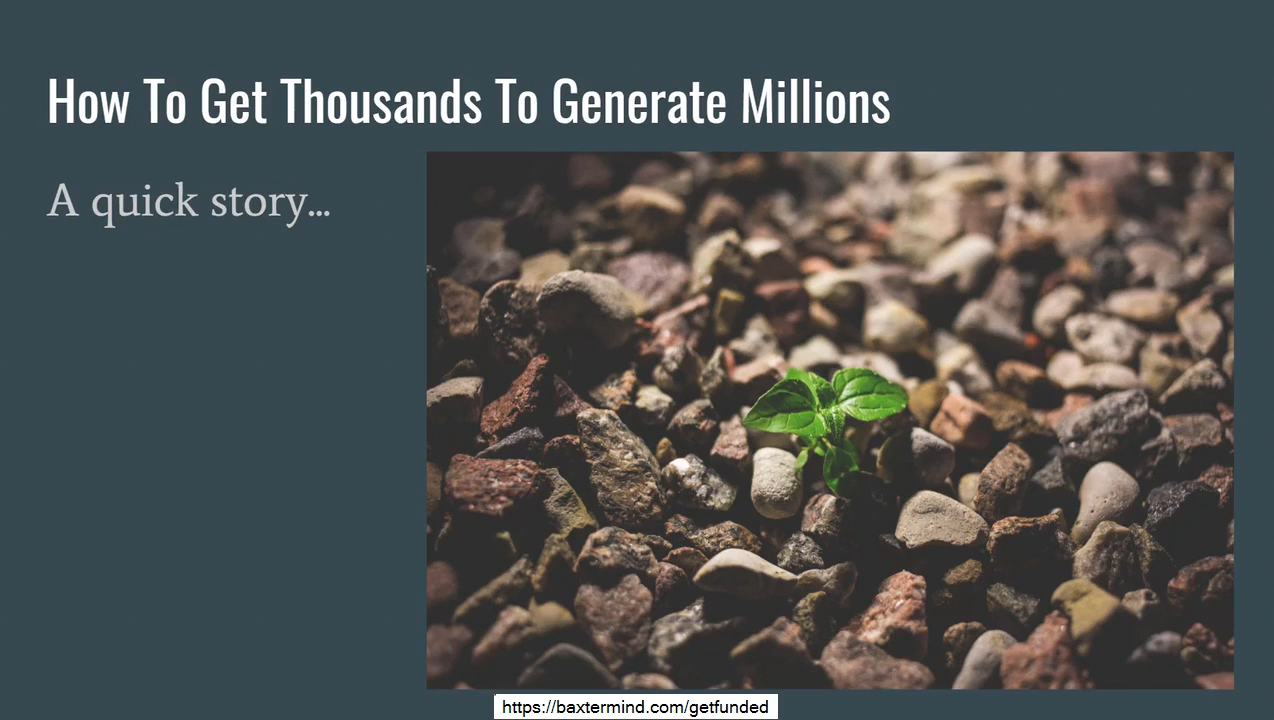 How To Get Thousands To Generate Millions
A quick story...
https://baxtermind.com/getfunded